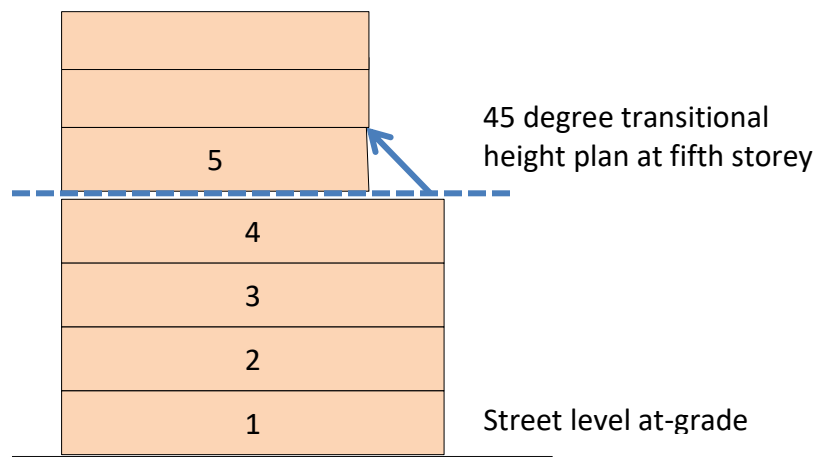 45 degree transitional
height plan at fifth storey
5
4
3
2
1
Street level at-grade